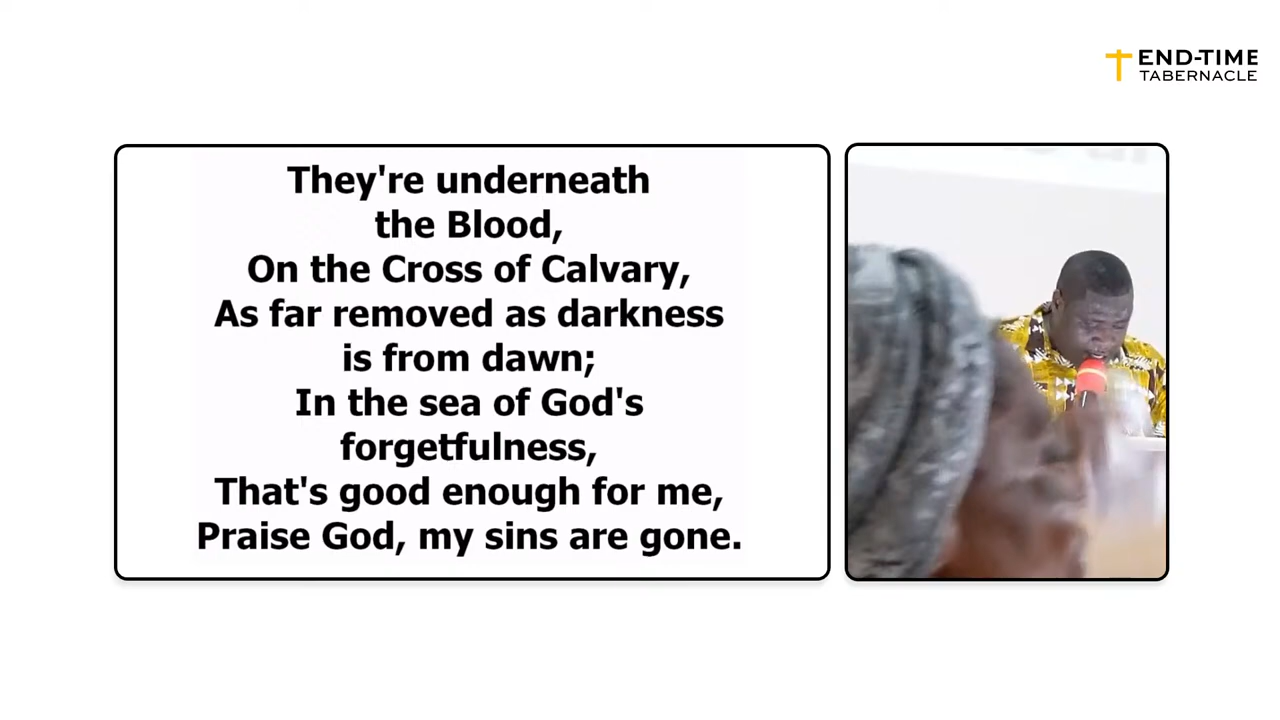 END-TIME
TABERNACLE
They're underneath
the Blood,
On the Cross of Calvary,
As far removed as darkness
is from dawn;
In the sea of God's
forgetfulness,
That's good enough for me,
Praise God, my sins are gone.